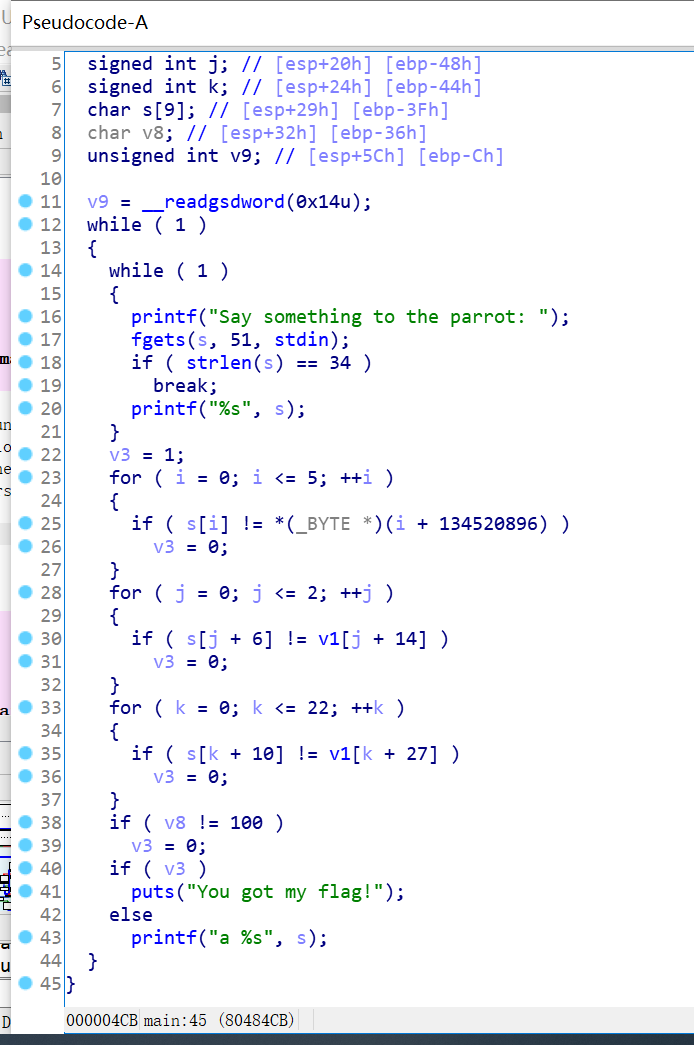 Pseudocode-A
5 signed int j; // [esp+20h] [ebp-48h]
6 signed int k; // [esp+24h] [ebp-44h]
7 char s[9]; // [esp+29h] [ebp-3Fh]
8 char v8; // [esp+32h] [ebp-36h]
9 unsigned int v9; // [esp+5Ch] [ebp-Ch]
10
11 v9 = __readgsdword(0x14u);
12 while ( 1 )
13 {
14 while ( 1 )
15 {
16 printf("Say something to the parrot: ");
17 fgets(s, 51, stdin);
18 if ( strlen(s) == 34 )
19 break;
20 printf("%s", s);
21 }
22 v3 = 1;
23 for ( i = 0; i <= 5; ++i )
24 {
25 if ( s[i] != *(_BYTE *)(i + 134520896) )
26 v3 = 0;
27 }
28 for ( j = 0; j <= 2; ++j )
29 {
30 if ( s[j + 6] != v1[j + 14] )
31 v3 = 0;
32 }
33 for ( k = 0; k <= 22; ++k )
34 {
35 if ( s[k + 10] != v1[k + 27] )
36 v3 = 0;
37 }
38 if ( v8 != 100 )
39 v3 = 0;
40 if ( v3 )
41 puts("You got my flag!");
42 else
43 printf("a %s", s);
44 }
45 }
000004CB main:45 (80484CB)